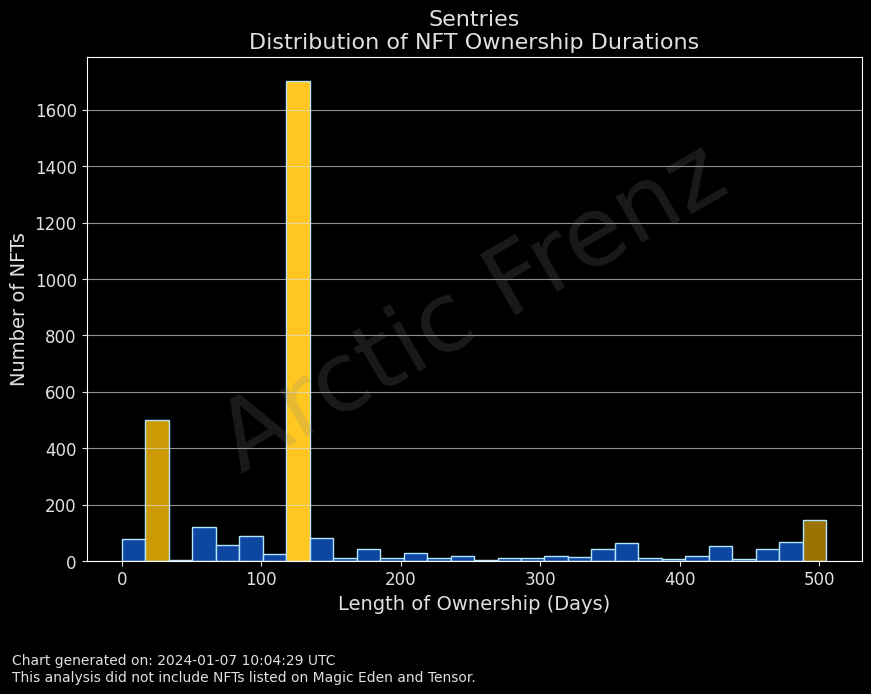 Sentries
Distribution of NFT Ownership Durations
1600
1400
1200
1000
800
600
400
200
0
Number of NFTs
Arctic Frenz
0 100 200 300 400 500
Length of Ownership (Days)
Chart generated on: 2024-01-07 10:04:29 UTC
This analysis did not include NFTs listed on Magic Eden and Tensor.